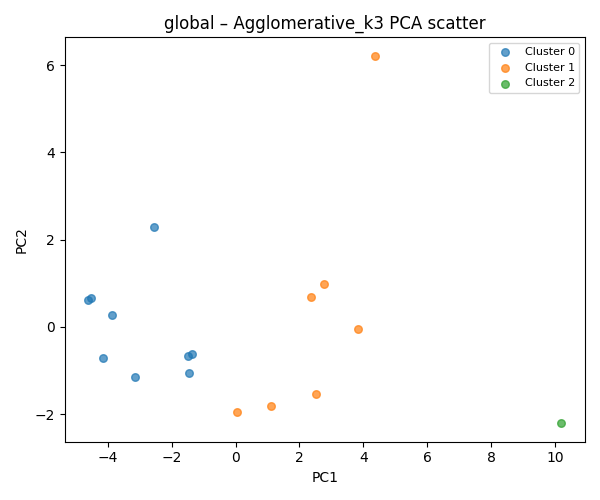 global – Agglomerative_k3 PCA scatter
Cluster 0
Cluster 1
Cluster 2
6
4
2
0
−2
PC2
−4
−2
0
2
4
6
8
10
PC1